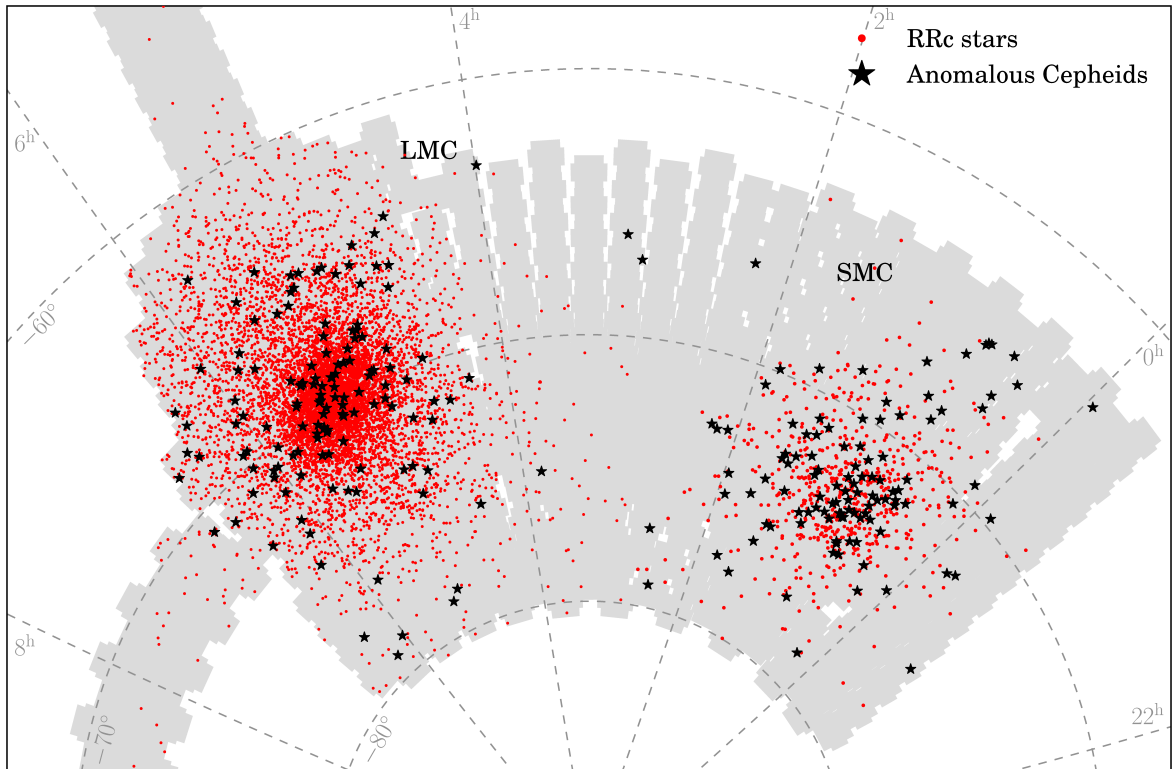 4h
2h
RRc stars
Anomalous Cepheids
6h
LMC
SMC
−60°
0h
8h
22h
−70°
−80°